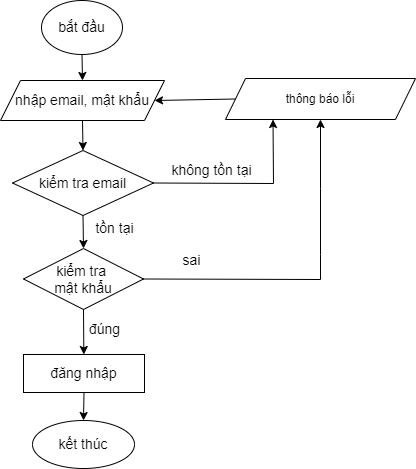 bắt đầu
nhập email, mật khẩu
thông báo lỗi
kiểm tra email
không tồn tại
tồn tại
kiểm tra
mật khẩu
sai
đúng
đăng nhập
kết thúc